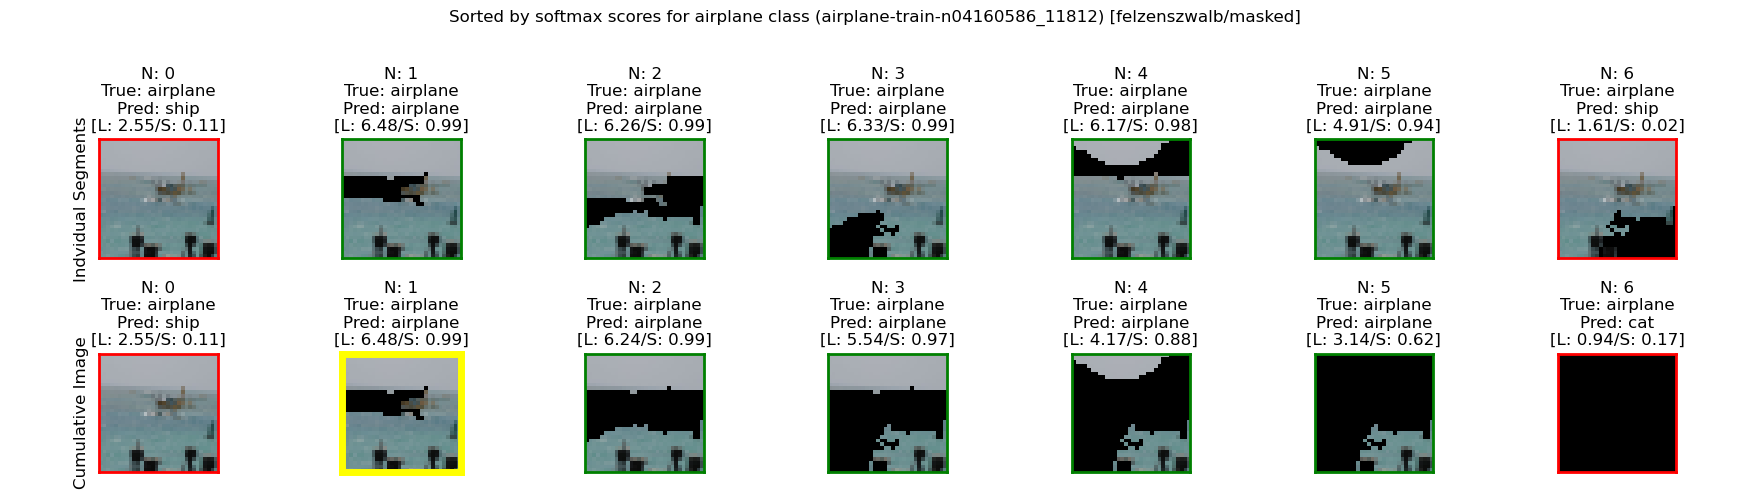 Sorted by softmax scores for airplane class (airplane-train-n04160586_11812) [felzenszwalb/masked]
Indvidual Segments
N: 0
True: airplane
Pred: ship
[L: 2.55/S: 0.11]
N: 1
True: airplane
Pred: airplane
[L: 6.48/S: 0.99]
N: 2
True: airplane
Pred: airplane
[L: 6.26/S: 0.99]
N: 3
True: airplane
Pred: airplane
[L: 6.33/S: 0.99]
N: 4
True: airplane
Pred: airplane
[L: 6.17/S: 0.98]
N: 5
True: airplane
Pred: airplane
[L: 4.91/S: 0.94]
N: 6
True: airplane
Pred: ship
[L: 1.61/S: 0.02]
Cumulative Image
N: 0
True: airplane
Pred: ship
[L: 2.55/S: 0.11]
N: 1
True: airplane
Pred: airplane
[L: 6.48/S: 0.99]
N: 2
True: airplane
Pred: airplane
[L: 6.24/S: 0.99]
N: 3
True: airplane
Pred: airplane
[L: 5.54/S: 0.97]
N: 4
True: airplane
Pred: airplane
[L: 4.17/S: 0.88]
N: 5
True: airplane
Pred: airplane
[L: 3.14/S: 0.62]
N: 6
True: airplane
Pred: cat
[L: 0.94/S: 0.17]